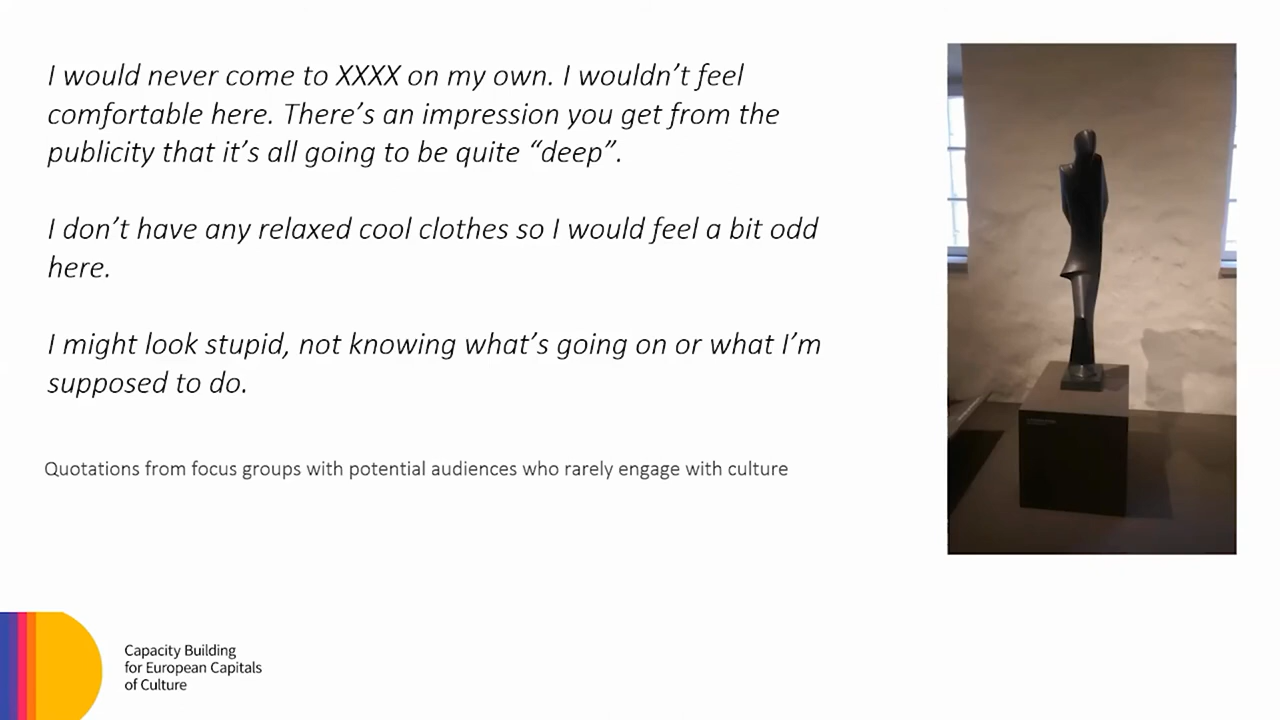 I would never come to XXXX on my own. I wouldn’t feel
comfortable here. There’s an impression you get from the
publicity that it’s all going to be quite “deep”.
I don’t have any relaxed cool clothes so I would feel a bit odd
here.
I might look stupid, not knowing what’s going on or what I’m
supposed to do.
Quotations from focus groups with potential audiences who rarely engage with culture
Capacity Building
for European Capitals
of Culture